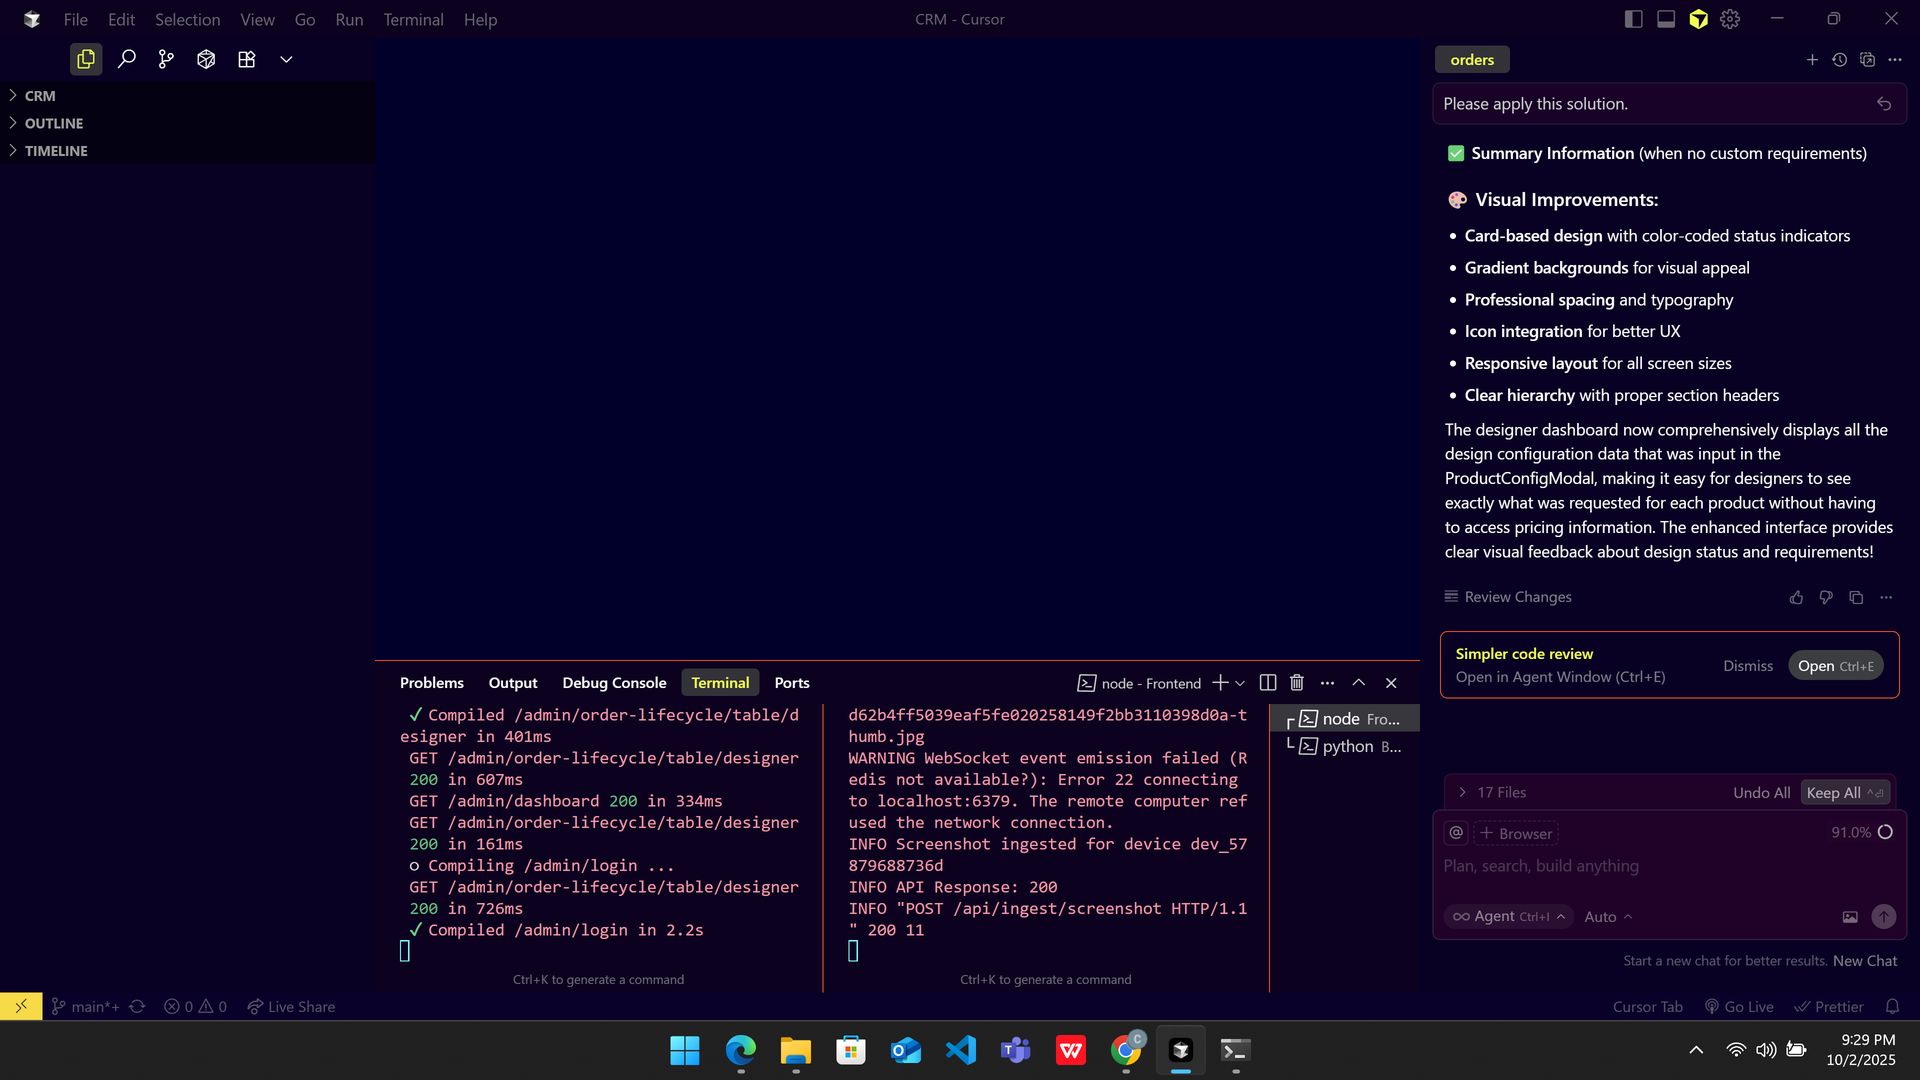 File Edit Selection View Go Run Terminal Help
CRM - Cursor
CRM
OUTLINE
TIMELINE
orders
Please apply this solution.
✅ Summary Information (when no custom requirements)
🎨 Visual Improvements:
• Card-based design with color-coded status indicators
• Gradient backgrounds for visual appeal
• Professional spacing and typography
• Icon integration for better UX
• Responsive layout for all screen sizes
• Clear hierarchy with proper section headers
The designer dashboard now comprehensively displays all the
design configuration data that was input in the
ProductConfigModal, making it easy for designers to see
exactly what was requested for each product without having
to access pricing information. The enhanced interface provides
clear visual feedback about design status and requirements!
Review Changes
Simpler code review
Open in Agent Window (Ctrl+E)
Dismiss
Open Ctrl+E
17 Files
Undo All
Keep All
@ + Browser
91.0%
Plan, search, build anything
∞ Agent Ctrl+I
Auto
Start a new chat for better results. New Chat
Problems Output Debug Console Terminal Ports
node - Frontend
✓ Compiled /admin/order-lifecycle/table/d
esigner in 401ms
GET /admin/order-lifecycle/table/designer
200 in 607ms
GET /admin/dashboard 200 in 334ms
GET /admin/order-lifecycle/table/designer
200 in 161ms
○ Compiling /admin/login ...
GET /admin/order-lifecycle/table/designer
200 in 726ms
✓ Compiled /admin/login in 2.2s
Ctrl+K to generate a command
d62b4ff5039eaf5fe020258149f2bb3110398d0a-t
humb.jpg
WARNING WebSocket event emission failed (R
edis not available?): Error 22 connecting
to localhost:6379. The remote computer ref
used the network connection.
INFO Screenshot ingested for device dev_57
879688736d
INFO API Response: 200
INFO "POST /api/ingest/screenshot HTTP/1.1
" 200 11
Ctrl+K to generate a command
node Fro...
python B...
main*+
0
0
Live Share
Cursor Tab
Go Live
Prettier
9:29 PM
10/2/2025